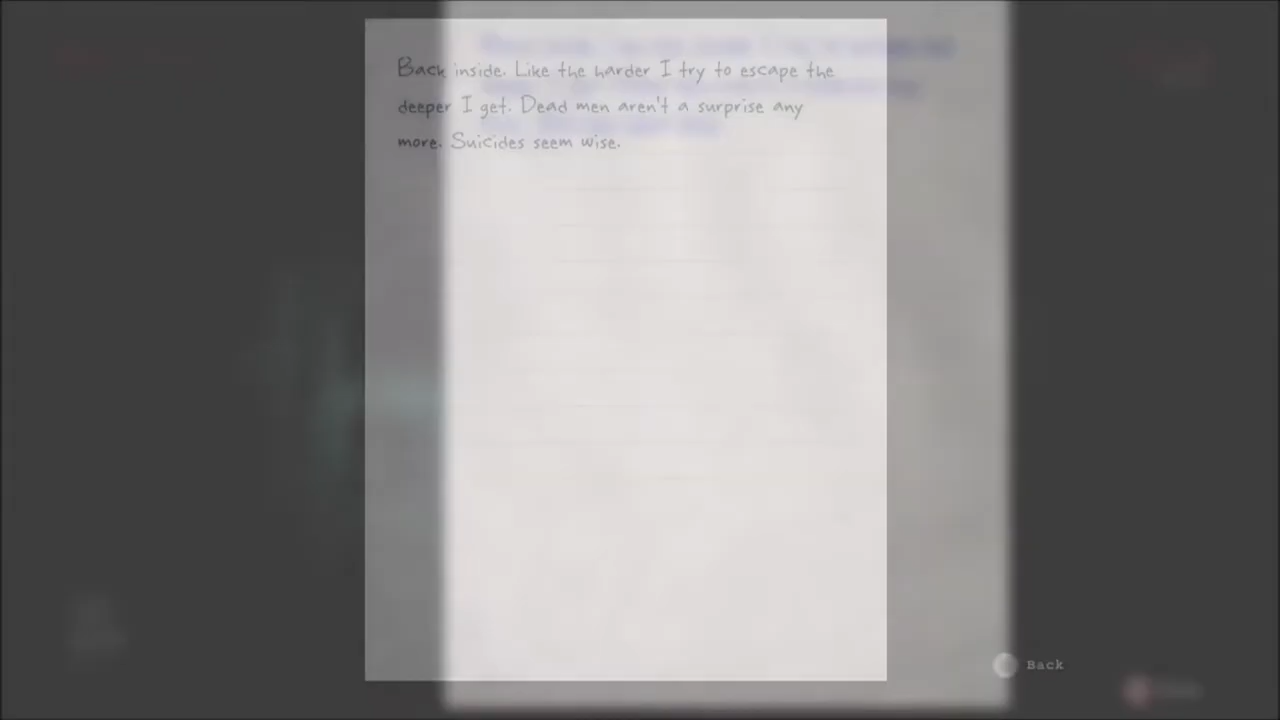 Back inside. Like the harder I try to escape the
deeper I get. Dead men aren't a surprise any
more. Suicides seem wise.
Back